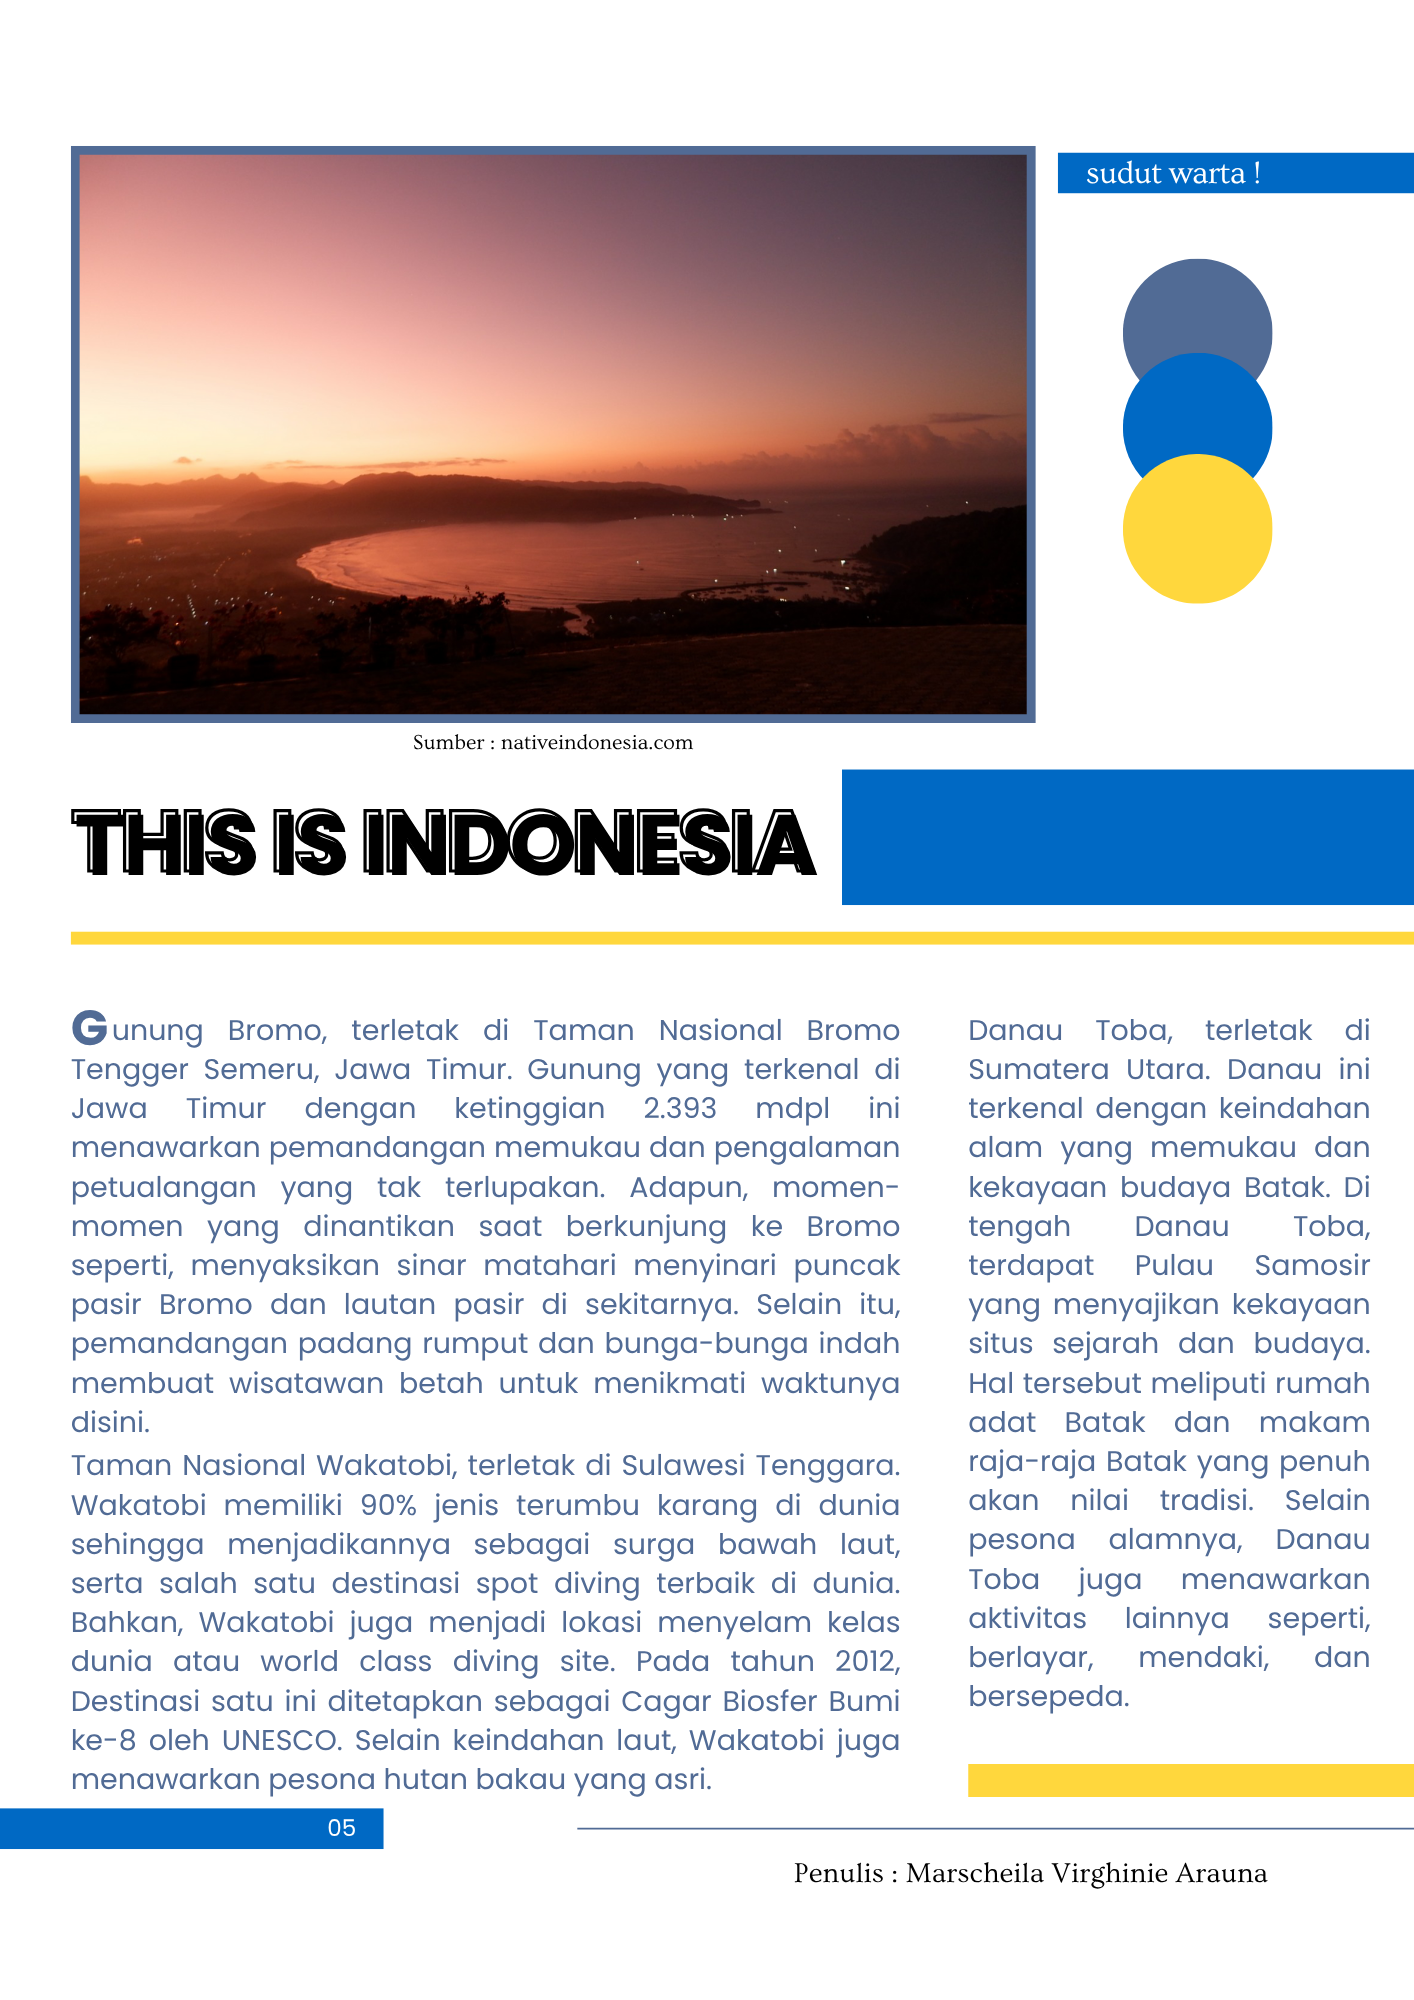 sudut warta !
Sumber : nativeindonesia.com
THIS IS INDONESIA
Gunung Bromo, terletak di Taman Nasional Bromo
Tengger Semeru, Jawa Timur. Gunung yang terkenal di
Jawa Timur dengan ketinggian 2.393 mdpl ini
menawarkan pemandangan memukau dan pengalaman
petualangan yang tak terlupakan. Adapun, momen-
momen yang dinantikan saat berkunjung ke Bromo
seperti, menyaksikan sinar matahari menyinari puncak
pasir Bromo dan lautan pasir di sekitarnya. Selain itu,
pemandangan padang rumput dan bunga-bunga indah
membuat wisatawan betah untuk menikmati waktunya
disini.
Taman Nasional Wakatobi, terletak di Sulawesi Tenggara.
Wakatobi memiliki 90% jenis terumbu karang di dunia
sehingga menjadikannya sebagai surga bawah laut,
serta salah satu destinasi spot diving terbaik di dunia.
Bahkan, Wakatobi juga menjadi lokasi menyelam kelas
dunia atau world class diving site. Pada tahun 2012,
Destinasi satu ini ditetapkan sebagai Cagar Biosfer Bumi
ke-8 oleh UNESCO. Selain keindahan laut, Wakatobi juga
menawarkan pesona hutan bakau yang asri.
Danau Toba, terletak di
Sumatera Utara. Danau ini
terkenal dengan keindahan
alam yang memukau dan
kekayaan budaya Batak. Di
tengah Danau Toba,
terdapat Pulau Samosir
yang menyajikan kekayaan
situs sejarah dan budaya.
Hal tersebut meliputi rumah
adat Batak dan makam
raja-raja Batak yang penuh
akan nilai tradisi. Selain
pesona alamnya, Danau
Toba juga menawarkan
aktivitas lainnya seperti,
berlayar, mendaki, dan
bersepeda.
05
Penulis : Marscheila Virghinie Arauna